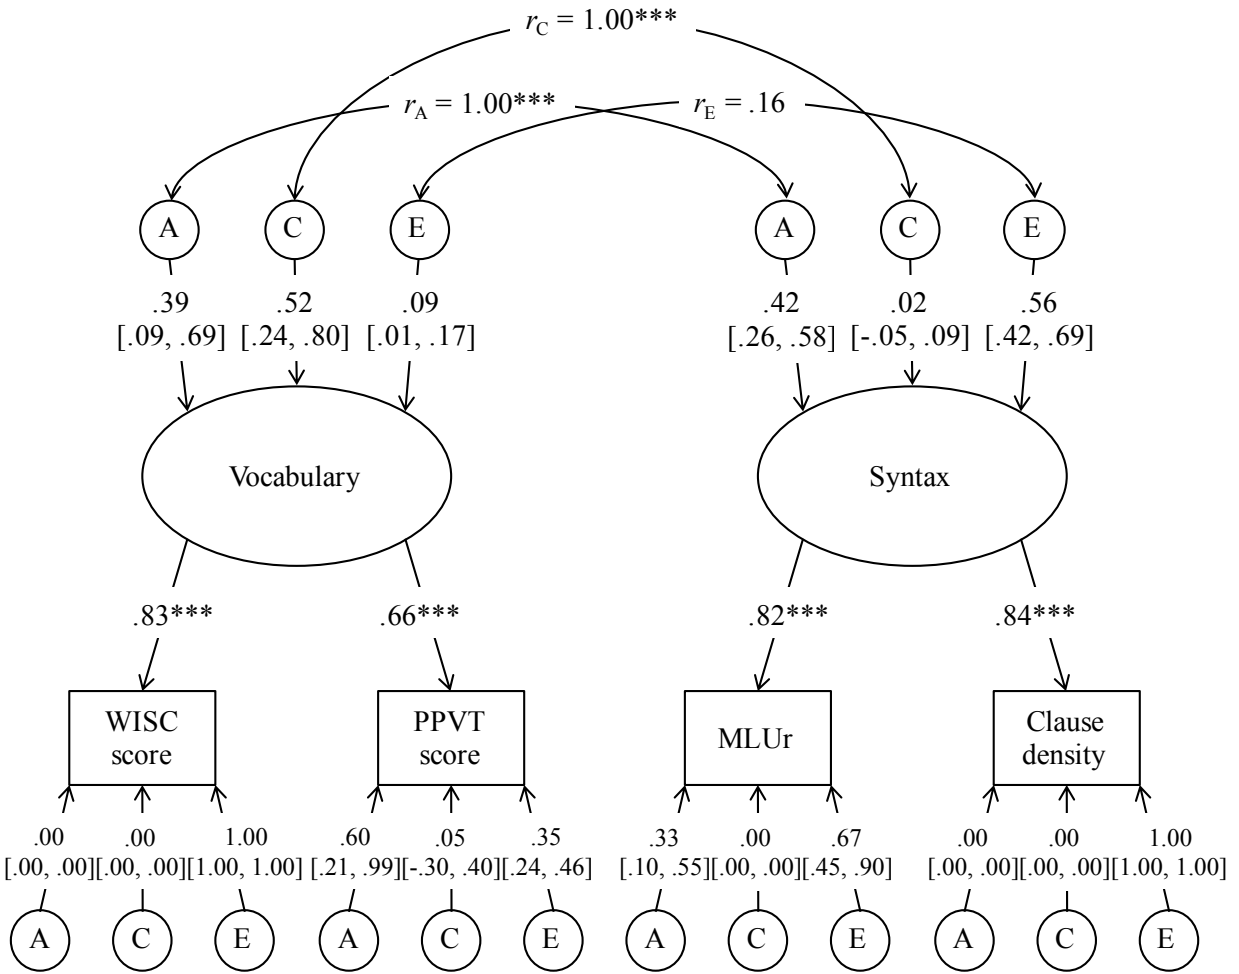 rC = 1.00***
rA = 1.00*** rE = .16
A C E A C E
.39 .52 .09 .42 .02 .56
[.09, .69] [.24, .80] [.01, .17] [.26, .58] [-.05, .09] [.42, .69]
Vocabulary Syntax
.83*** .66*** .82*** .84***
WISC score PPVT score MLUr Clause density
.00 .00 1.00 .60 .05 .35 .33 .00 .67 .00 .00 1.00
[.00, .00][.00, .00][1.00, 1.00] [.21, .99][-.30, .40][.24, .46] [.10, .55][.00, .00][.45, .90] [.00, .00][.00, .00][1.00, 1.00]
A C E A C E A C E A C E